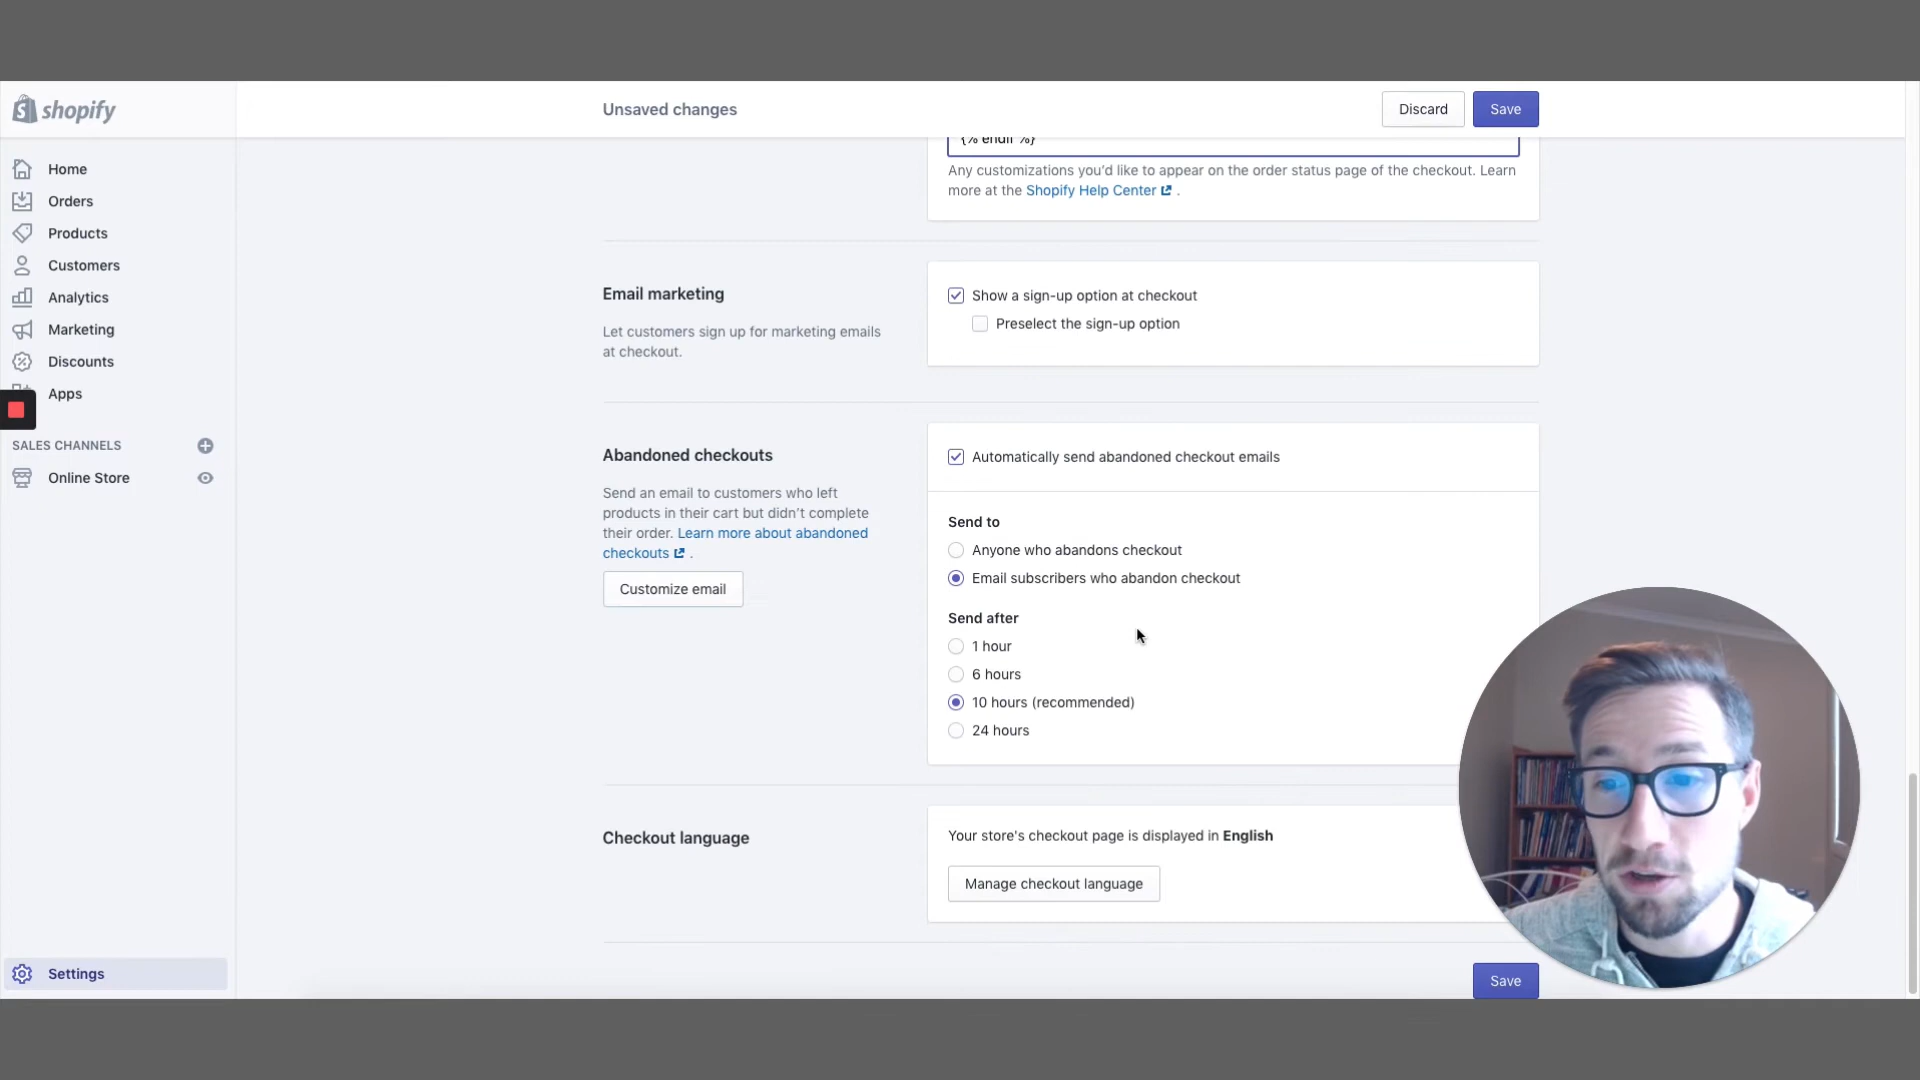 shopify
Unsaved changes
Discard
Save
Home
Orders
Products
Customers
Analytics
Marketing
Discounts
Apps
SALES CHANNELS
Online Store
Settings
{% endif %}
Any customizations you'd like to appear on the order status page of the checkout. Learn
more at the Shopify Help Center .
Email marketing
Let customers sign up for marketing emails
at checkout.
Show a sign-up option at checkout
Preselect the sign-up option
Abandoned checkouts
Send an email to customers who left
products in their cart but didn't complete
their order. Learn more about abandoned
checkouts .
Customize email
Automatically send abandoned checkout emails
Send to
Anyone who abandons checkout
Email subscribers who abandon checkout
Send after
1 hour
6 hours
10 hours (recommended)
24 hours
Checkout language
Your store's checkout page is displayed in English
Manage checkout language
Save